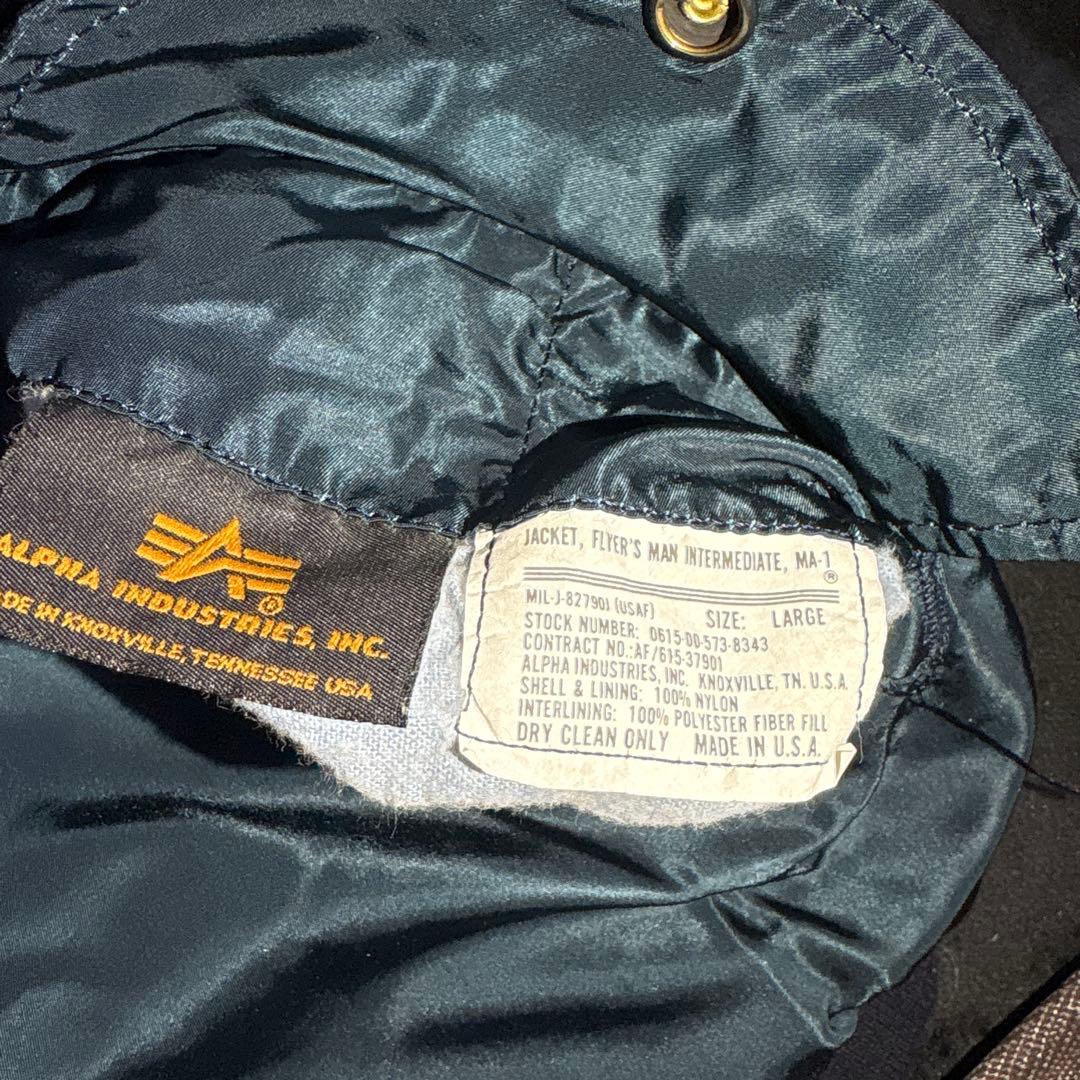 ALPHA INDUSTRIES, INC.
MADE IN KNOXVILLE, TENNESSEE USA
JACKET, FLYER'S MAN INTERMEDIATE, MA-1
®
MIL-J-82790J (USAF) SIZE: LARGE
STOCK NUMBER: 0615-00-573-8343
CONTRACT NO.:AF/615-37901
ALPHA INDUSTRIES, INC. KNOXVILLE, TN. U.S.A.
SHELL & LINING: 100% NYLON
INTERLINING: 100% POLYESTER FIBER FILL
DRY CLEAN ONLY MADE IN U.S.A.